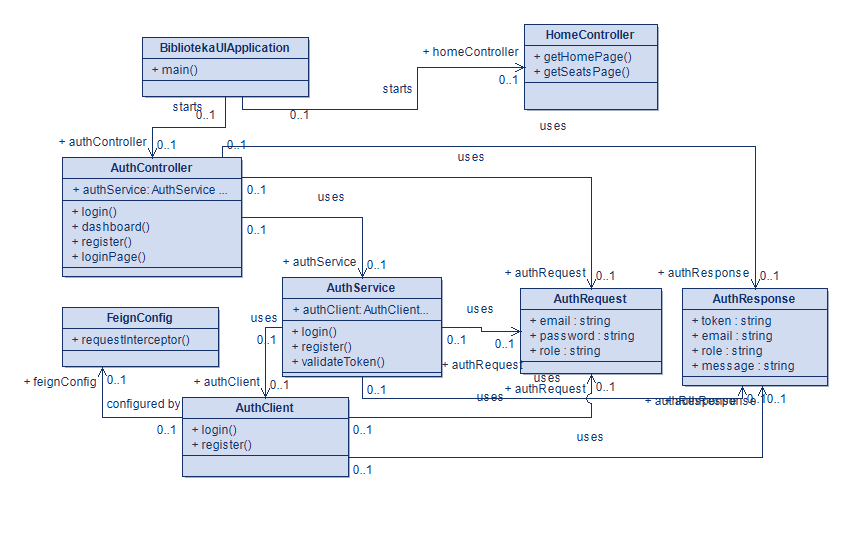 BibliotekaUIApplication
+ main()
HomeController
+ getHomePage()
+ getSeatsPage()
+ homeController
0..1
starts
0..1
starts
0..1
uses
+ authController
0..1
0..1
uses
AuthController
+ authService: AuthService ...
+ login()
+ dashboard()
+ register()
+ loginPage()
0..1
uses
0..1
+ authService
0..1
+ authRequest
0..1
+ authResponse
0..1
AuthService
+ authClient: AuthClient...
+ login()
+ register()
+ validateToken()
AuthRequest
+ email : string
+ password : string
+ role : string
AuthResponse
+ token : string
+ email : string
+ role : string
+ message : string
FeignConfig
+ requestInterceptor()
uses
0..1
uses
0..1
0..1
+ authRequest
uses
+ feignConfig
0..1
+ authClient
0..1
0..1
+ authRequest
0..1
configured by
uses
+ authResponse
0..1
0..1
AuthClient
+ login()
+ register()
0..1
0..1
uses
0..1